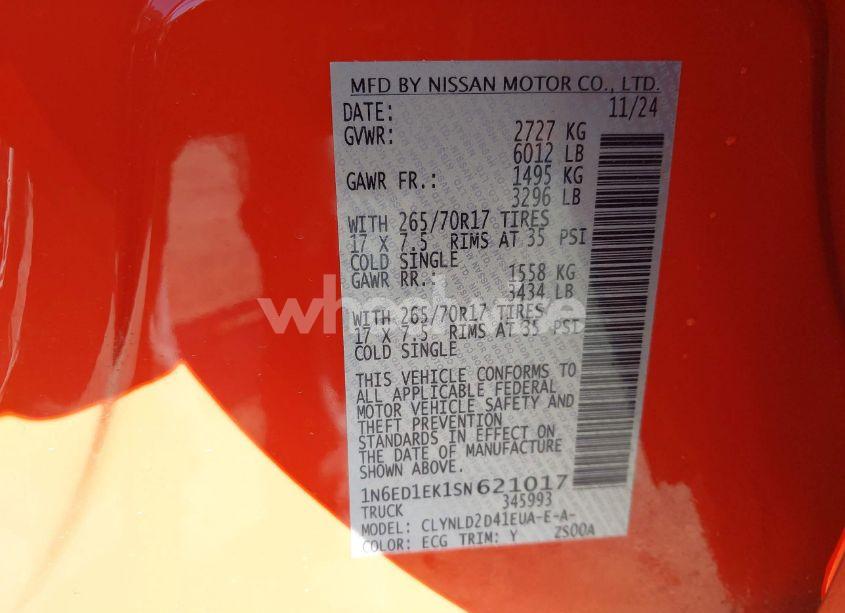 MFD BY NISSAN MOTOR CO., LTD.
DATE: 11/24
GVWR: 2727 KG
6012 LB
GAWR FR.: 1495 KG
3296 LB
WITH 265/70R17 TIRES
17 X 7.5 RIMS AT 35 PSI
COLD SINGLE
GAWR RR.: 1558 KG
3434 LB
WITH 265/70R17 TIRES
17 X 7.5 RIMS AT 35 PSI
COLD SINGLE
THIS VEHICLE CONFORMS TO
ALL APPLICABLE FEDERAL
MOTOR VEHICLE SAFETY AND
THEFT PREVENTION
STANDARDS IN EFFECT ON
THE DATE OF MANUFACTURE
SHOWN ABOVE.
1N6ED1EK1SN621017
TRUCK 345993
MODEL: CLYNLD2D41EUA-E-A-
COLOR: ECG TRIM: Y ZS00A